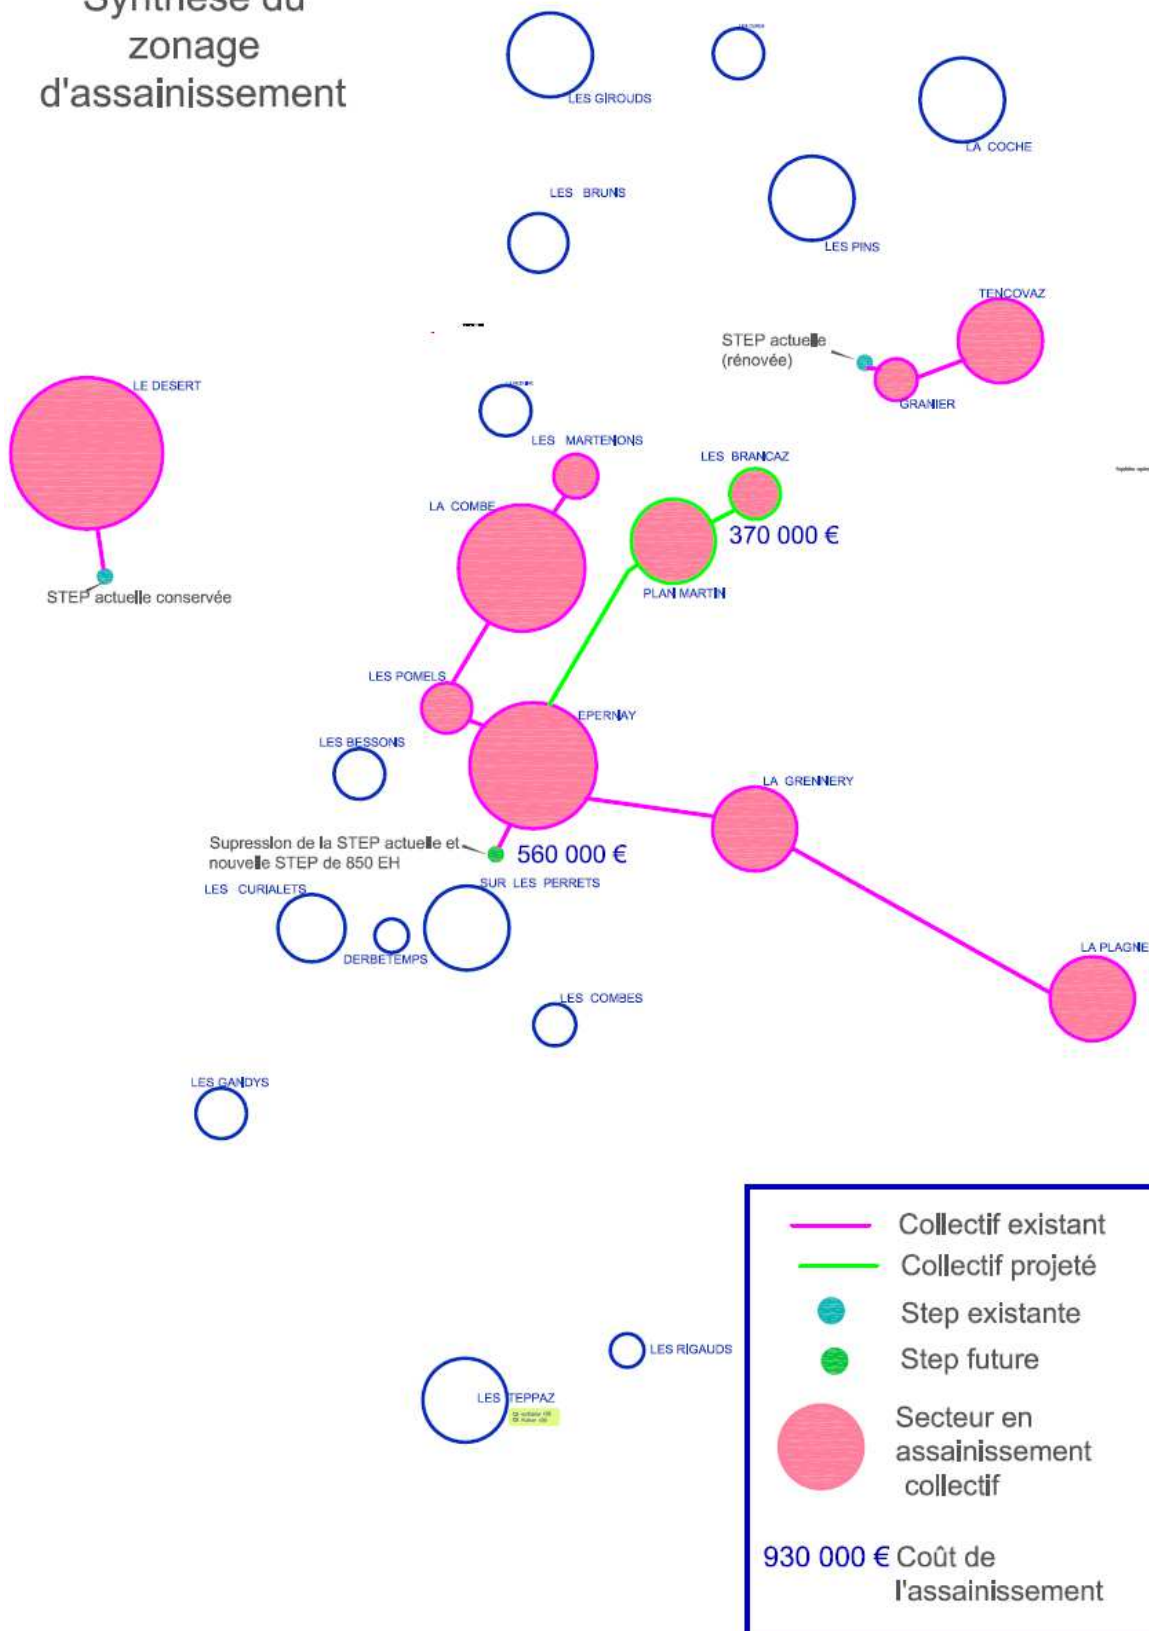 Synthèse du
zonage
d'assainissement
LES GIROUDS
LA COCHE
LES BRUNS
LES PINS
TENCOVAZ
STEP actuelle
(rénovée)
GRANIER
LE DESERT
LES MARTENONS
LES BRANCAZ
LA COMBE
370 000 €
STEP actuelle conservée
PLAN MARTIN
LES POMELS
EPERNAY
LES BESSONS
LA GRENNERY
Supression de la STEP actuelle et
nouvelle STEP de 850 EH
560 000 €
LES CURIALETS
SUR LES PERRETS
DERBETEMPS
LA PLAGNE
LES COMBES
LES GANDYS
LES RIGAUDS
LES TEPPAZ
Collectif existant
Collectif projeté
Step existante
Step future
Secteur en
assainissement
collectif
930 000 € Coût de
l'assainissement